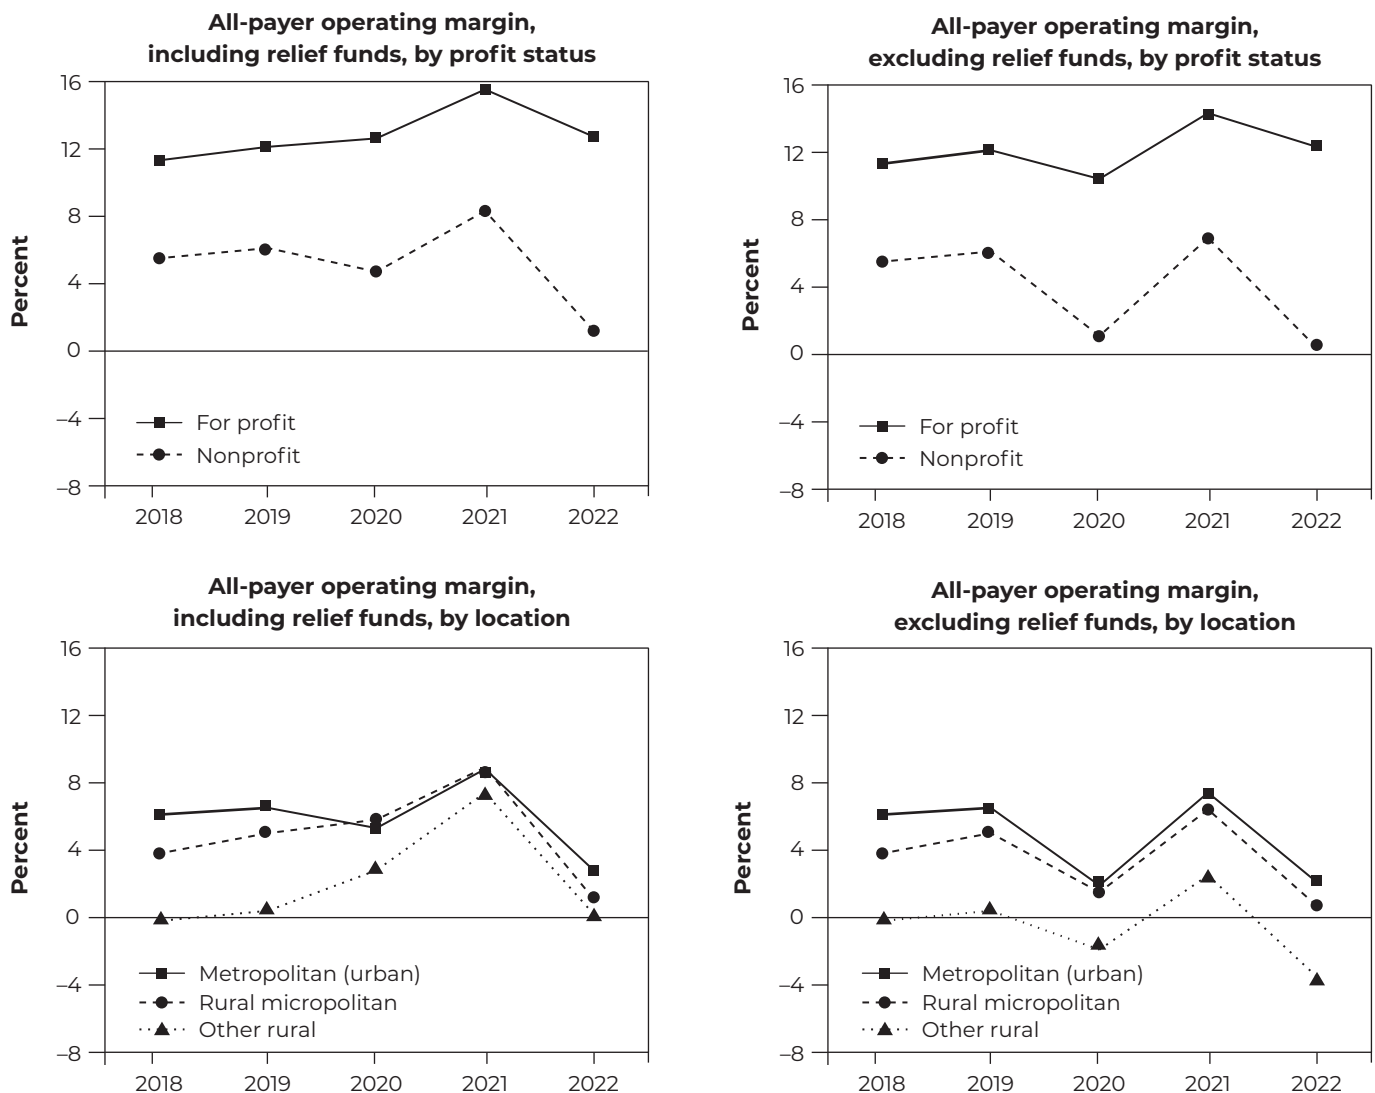 All-payer operating margin,
including relief funds, by profit status
16
12
8
4
0
–4
–8
Percent
For profit
Nonprofit
2018 2019 2020 2021 2022
All-payer operating margin,
excluding relief funds, by profit status
16
12
8
4
0
–4
–8
Percent
For profit
Nonprofit
2018 2019 2020 2021 2022
All-payer operating margin,
including relief funds, by location
16
12
8
4
0
–4
–8
Percent
Metropolitan (urban)
Rural micropolitan
Other rural
2018 2019 2020 2021 2022
All-payer operating margin,
excluding relief funds, by location
16
12
8
4
0
–4
–8
Percent
Metropolitan (urban)
Rural micropolitan
Other rural
2018 2019 2020 2021 2022